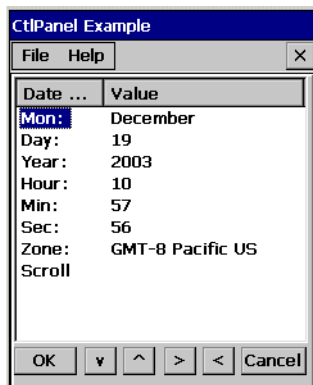 CtlPanel Example
File Help ×
Date ... Value
Mon: December
Day: 19
Year: 2003
Hour: 10
Min: 57
Sec: 56
Zone: GMT-8 Pacific US
Scroll
OK v ^ > < Cancel